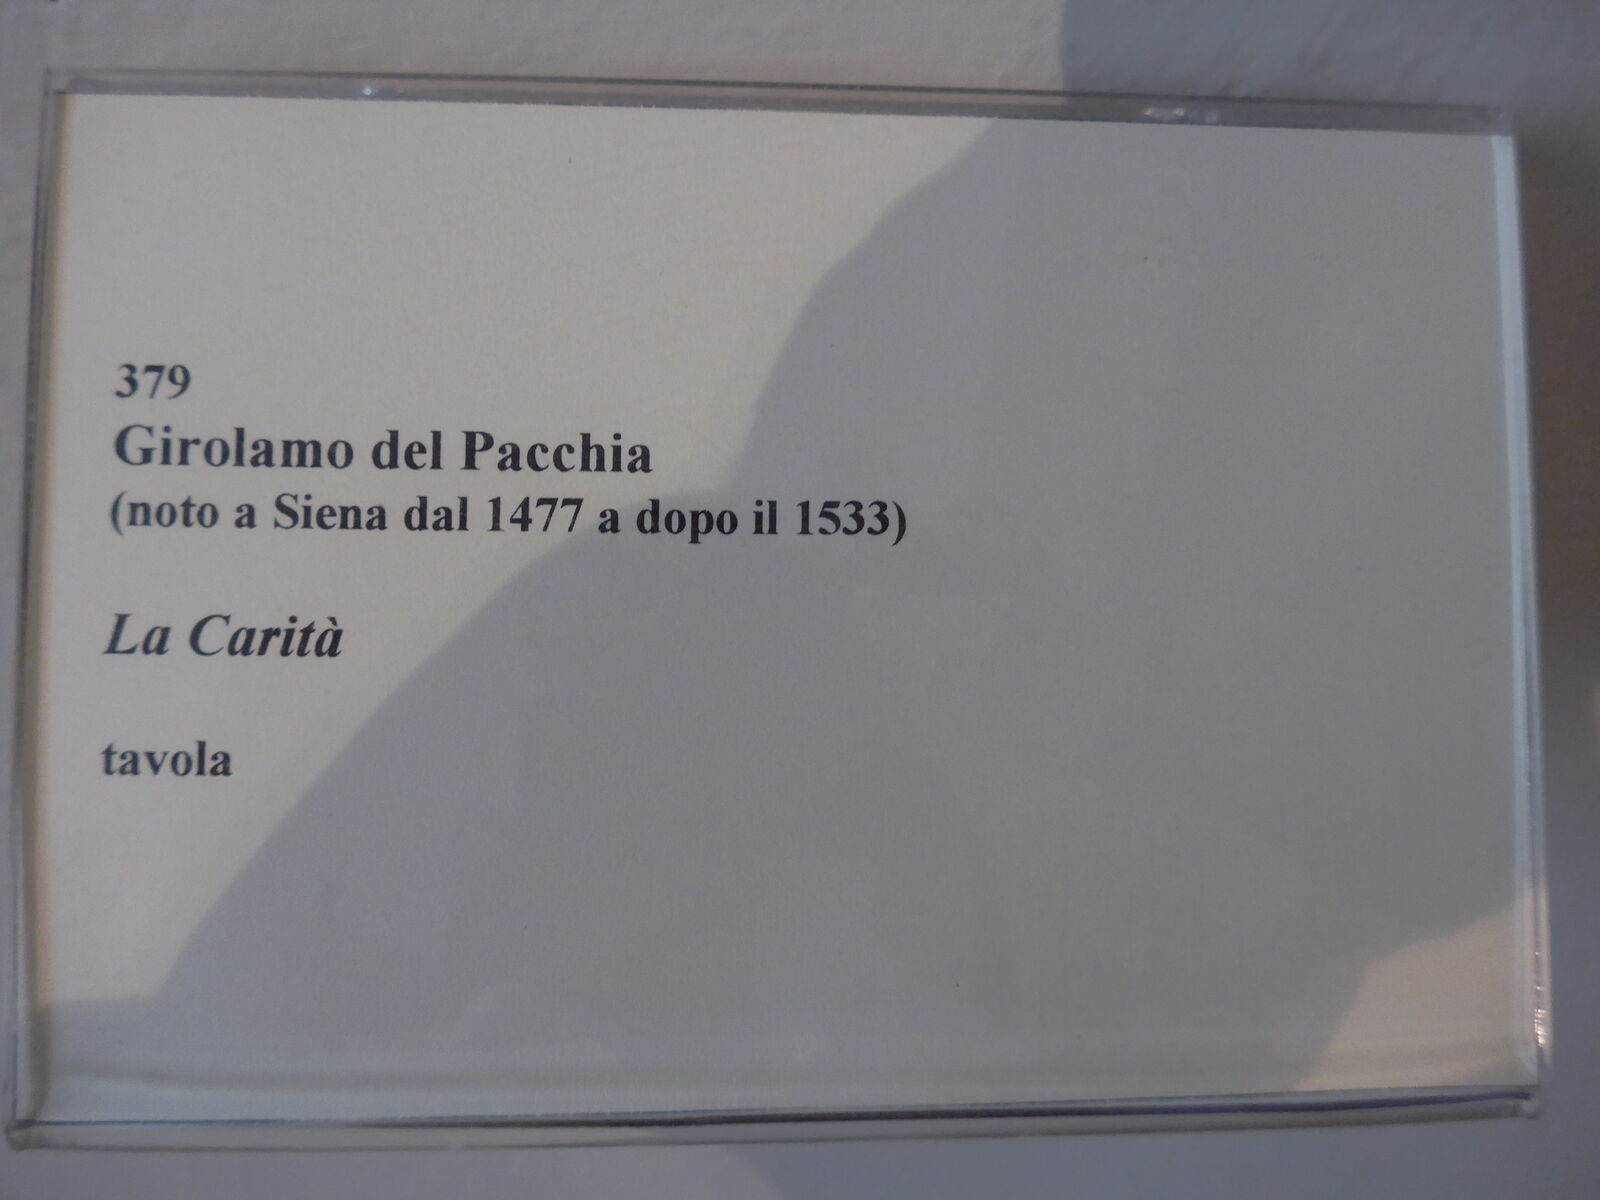 379
Girolamo del Pacchia
(noto a Siena dal 1477 a dopo il 1533)
La Carità
tavola